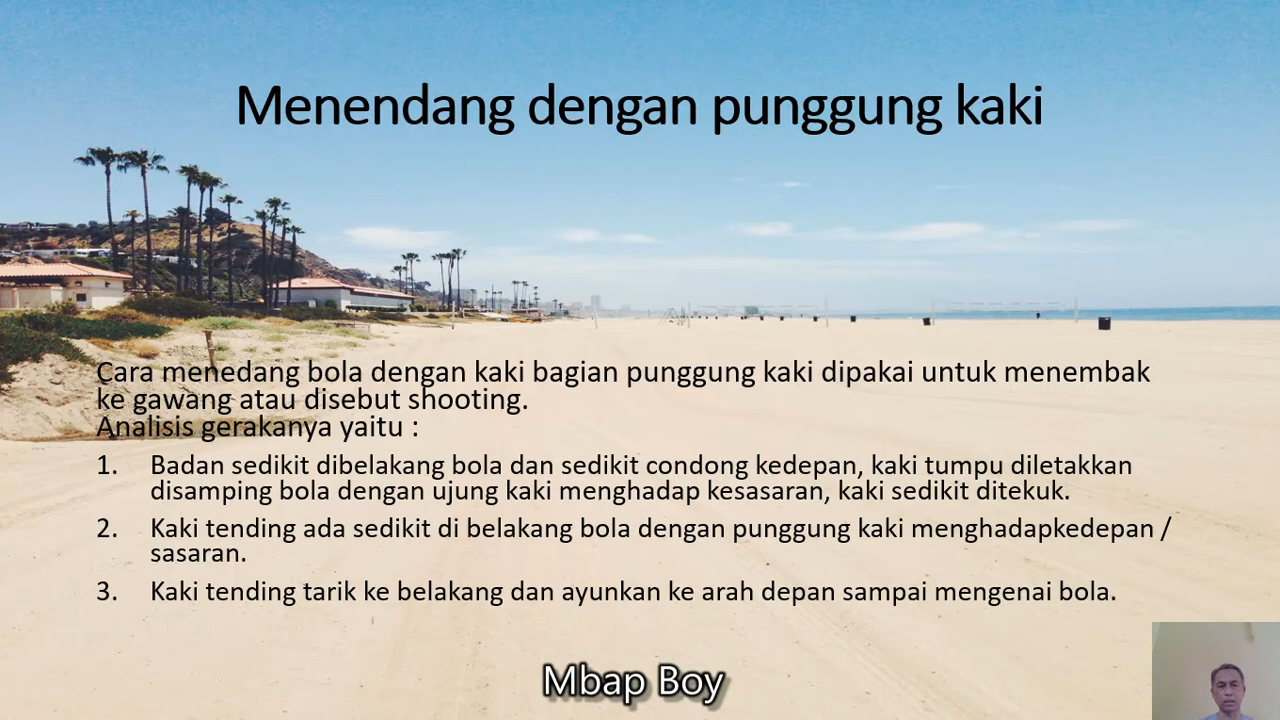 Menendang dengan punggung kaki
Cara menedang bola dengan kaki bagian punggung kaki dipakai untuk menembak
ke gawang atau disebut shooting.
Analisis gerakanya yaitu :
1. Badan sedikit dibelakang bola dan sedikit condong kedepan, kaki tumpu diletakkan
disamping bola dengan ujung kaki menghadap kesasaran, kaki sedikit ditekuk.
2. Kaki tending ada sedikit di belakang bola dengan punggung kaki menghadapkedepan /
sasaran.
3. Kaki tending tarik ke belakang dan ayunkan ke arah depan sampai mengenai bola.
Mbap Boy